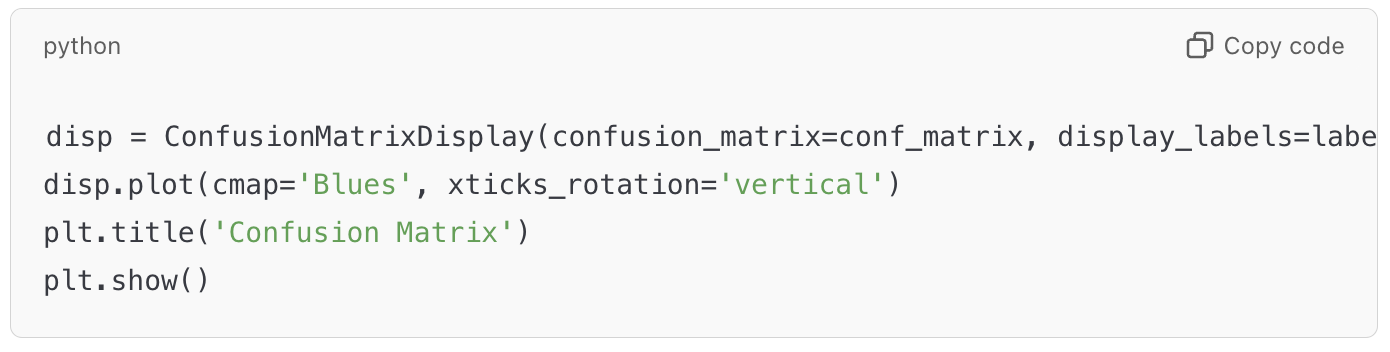 python
Copy code
disp = ConfusionMatrixDisplay(confusion_matrix=conf_matrix, display_labels=labe
disp.plot(cmap='Blues', xticks_rotation='vertical')
plt.title('Confusion Matrix')
plt.show()